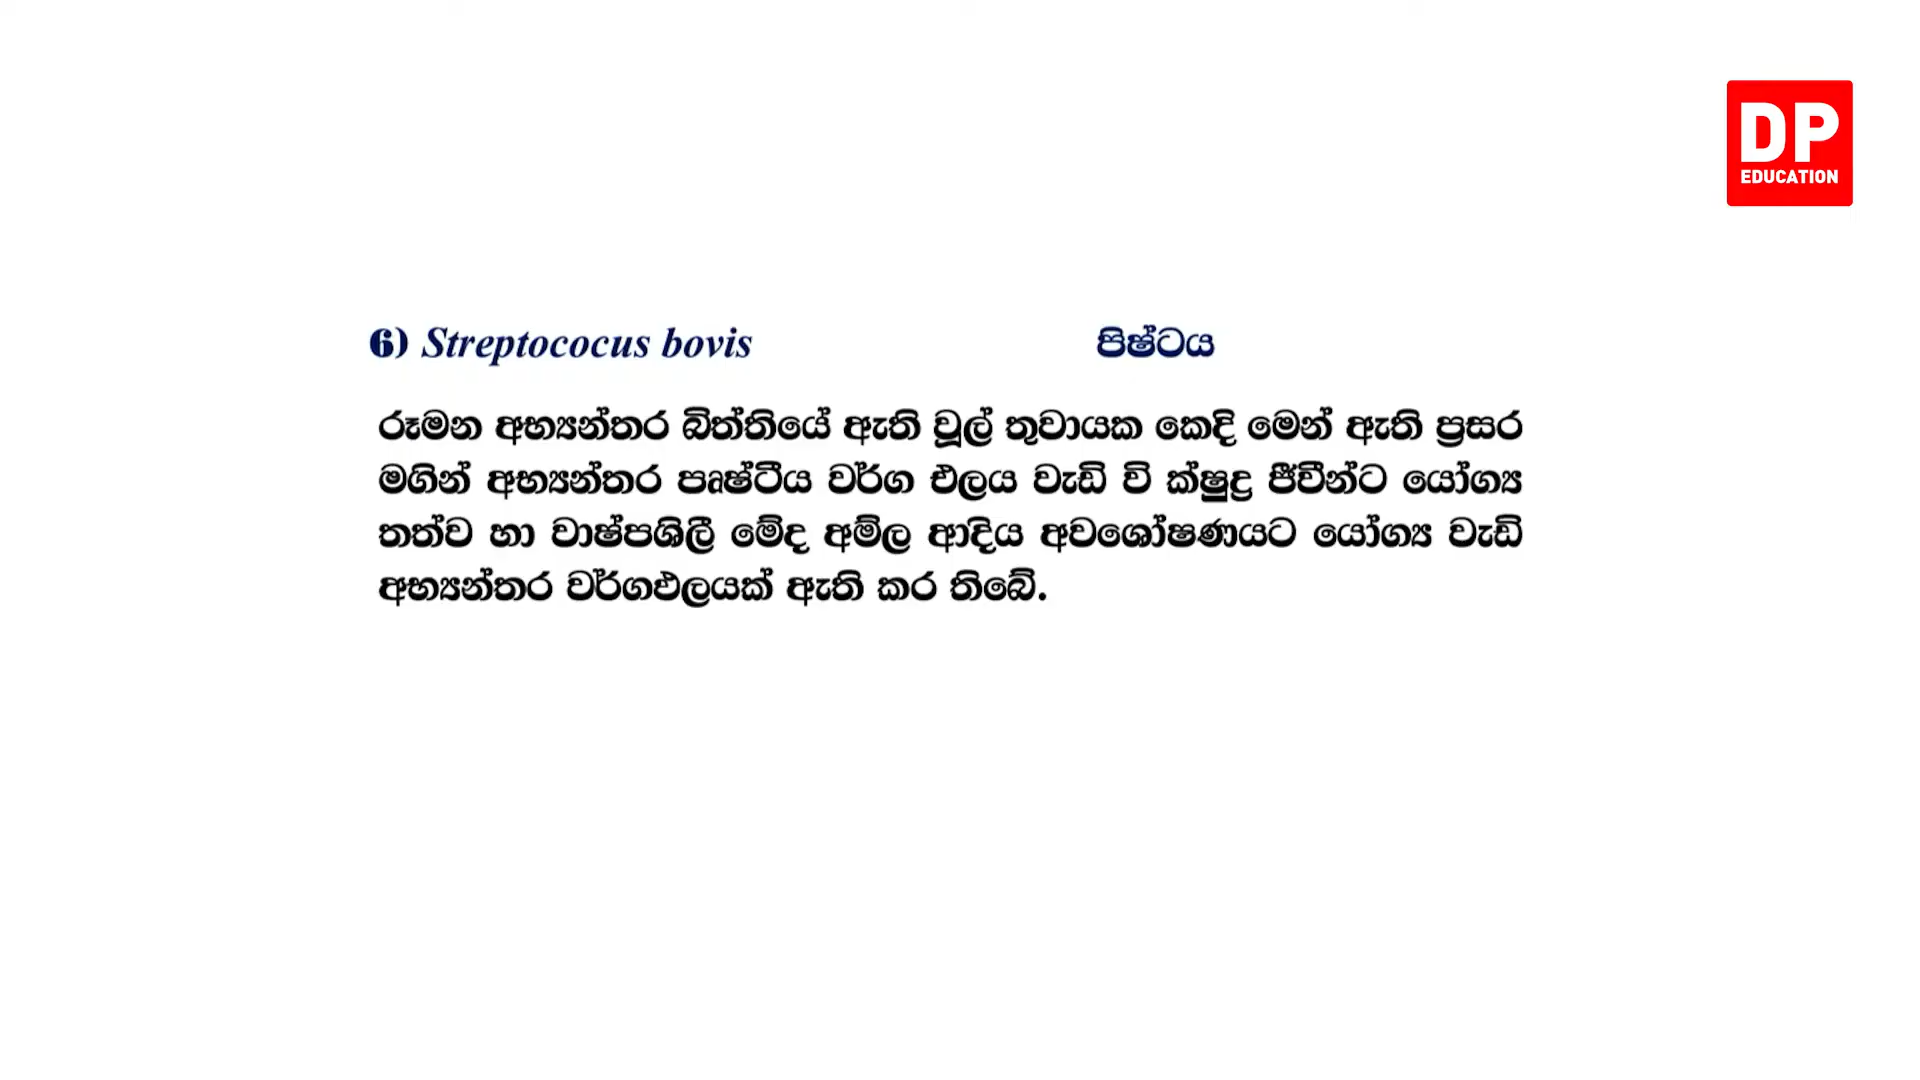 DP
EDUCATION
6) Streptococus bovis පිෂ්ටය
රූමන අභ්‍යන්තර බිත්තියේ ඇති වූල් තුවායක කෙදි මෙන් ඇති ප්‍රසර
මගින් අභ්‍යන්තර පෘෂ්ටීය වර්ග එලය වැඩි වි ක්ෂුද්‍ර ජීවීන්ට යෝග්‍ය
තත්ව හා වාෂ්පශිලී මේද අම්ල ආදිය අවශෝෂණයට යෝග්‍ය වැඩි
අභ්‍යන්තර වර්ගඵලයක් ඇති කර තිබේ.